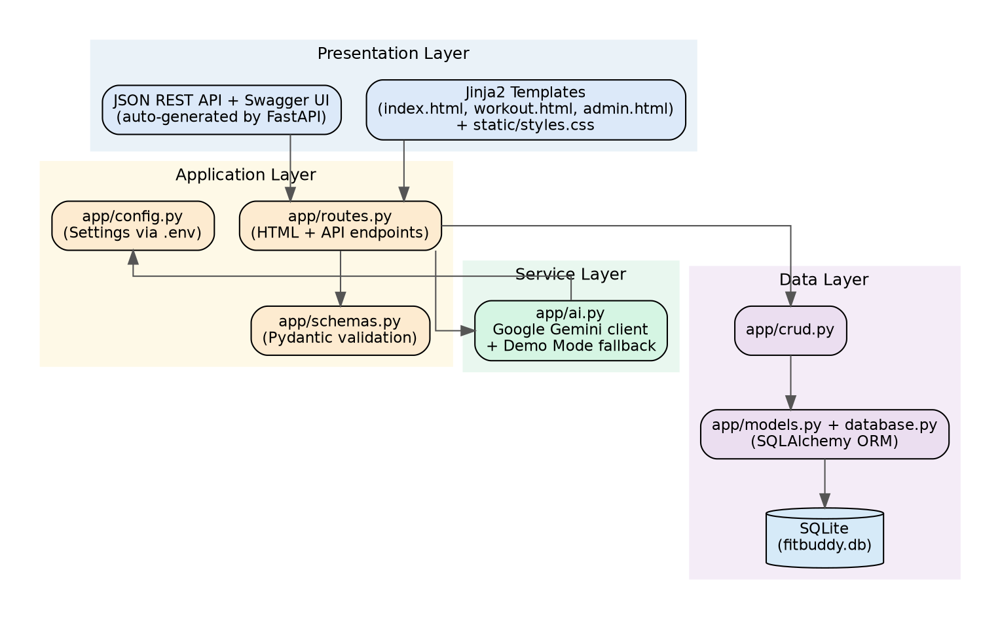 Presentation Layer
JSON REST API + Swagger UI
(auto-generated by FastAPI)
Jinja2 Templates
(index.html, workout.html, admin.html)
+ static/styles.css
Application Layer
app/config.py
(Settings via .env)
app/routes.py
(HTML + API endpoints)
app/schemas.py
(Pydantic validation)
Service Layer
app/ai.py
Google Gemini client
+ Demo Mode fallback
Data Layer
app/crud.py
app/models.py + database.py
(SQLAlchemy ORM)
SQLite
(fitbuddy.db)